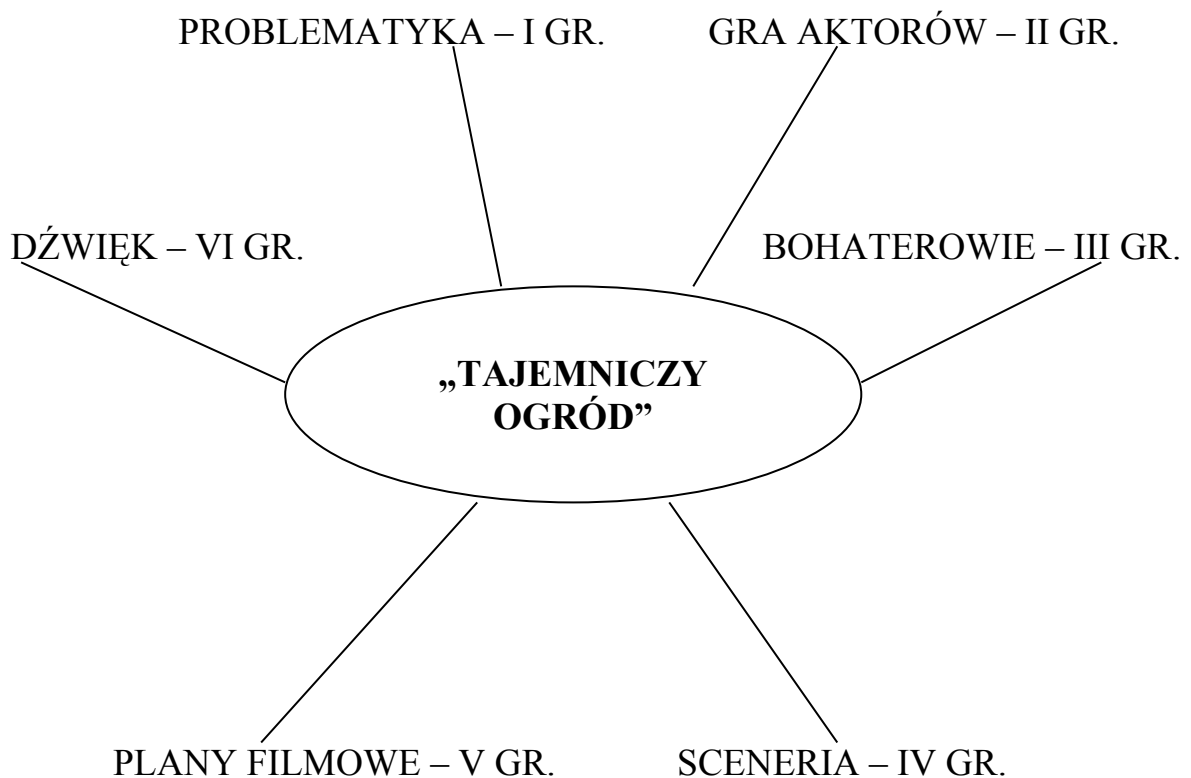 PROBLEMATYKA – I GR.
GRA AKTORÓW – II GR.
DŹWIĘK – VI GR.
BOHATEROWIE – III GR.
„TAJEMNICZY
OGRÓD”
PLANY FILMOWE – V GR.
SCENERIA – IV GR.